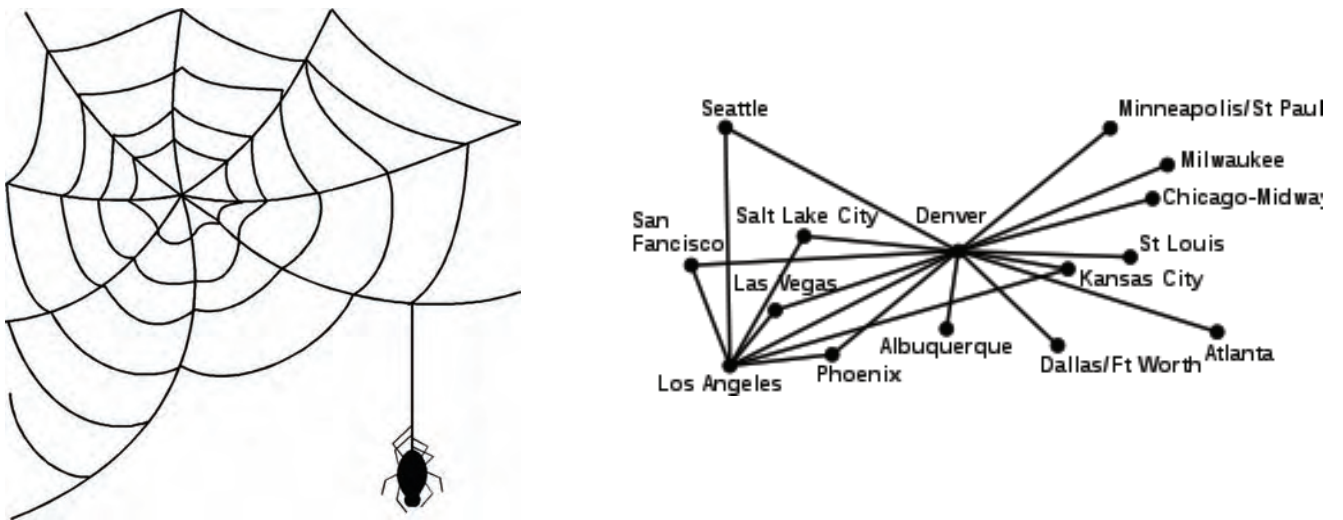 Seattle
Minneapolis/St Paul
Milwaukee
Chicago-Midway
San
Fancisco
Salt Lake City
Denver
St Louis
Las Vegas
Kansas City
Albuquerque
Dallas/Ft Worth
Atlanta
Los Angeles
Phoenix